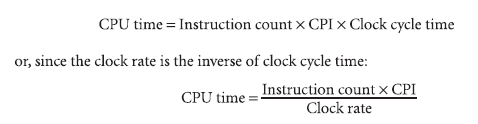 CPU time = Instruction count × CPI × Clock cycle time
or, since the clock rate is the inverse of clock cycle time:
CPU time = Instruction count × CPI / Clock rate